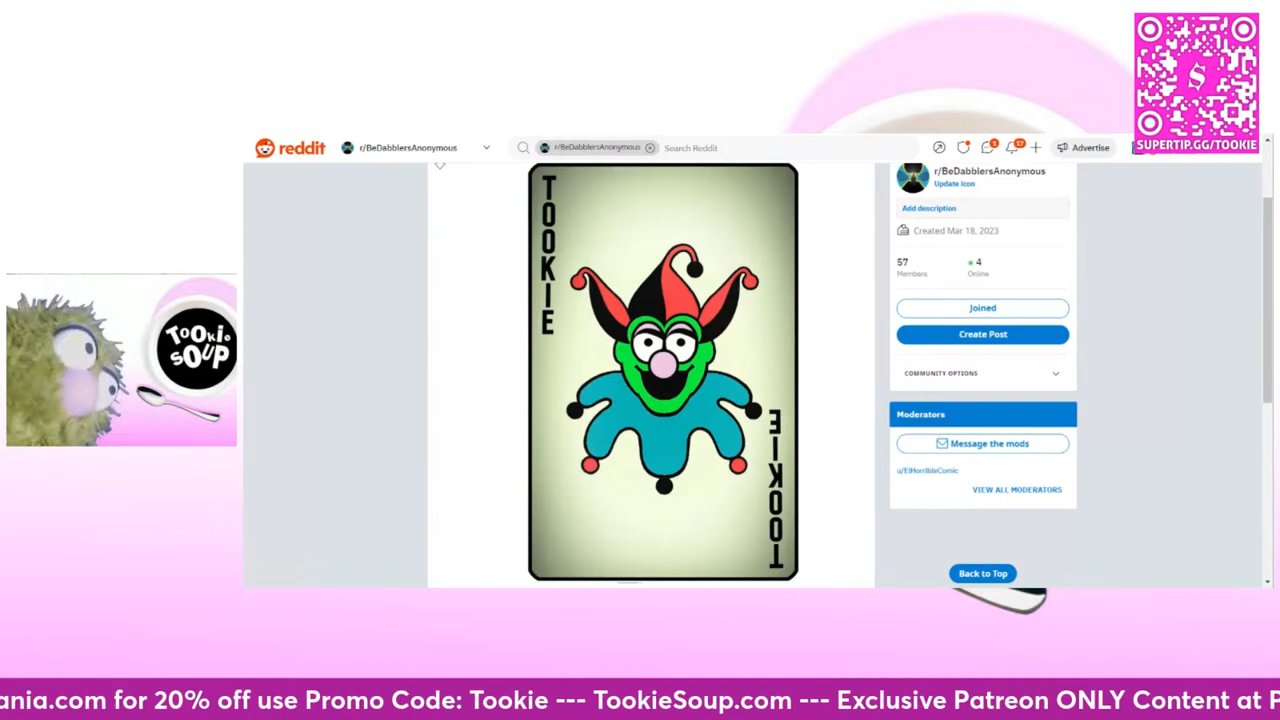 SUPERTIP.GG/TOOKIE
reddit
r/BeDabblersAnonymous
r/BeDabblersAnonymous
Search Reddit
Advertise
TOOKIE
TOOKIE
r/BeDabblersAnonymous
Update icon
Add description
Created Mar 18, 2023
57
4
Members
Online
Joined
Create Post
COMMUNITY OPTIONS
Moderators
Message the mods
u/ElHorribleComic
VIEW ALL MODERATORS
Back to Top
TOOKiE
SOUP
ania.com for 20% off use Promo Code: Tookie --- TookieSoup.com --- Exclusive Patreon ONLY Content at P